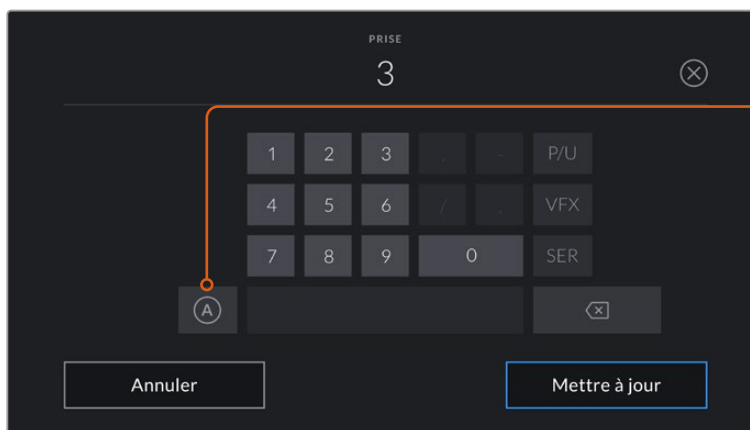 PRISE
3
1 2 3 . - P/U
4 5 6 / , VFX
7 8 9 0 SER
A
Annuler Mettre à jour